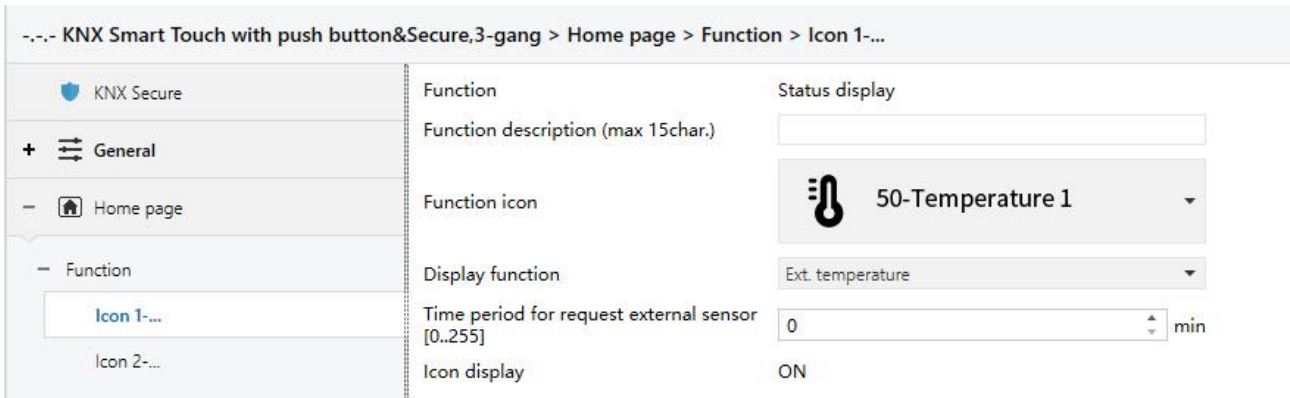 -.-.- KNX Smart Touch with push button&Secure,3-gang > Home page > Function > Icon 1-...
KNX Secure
+ General
− Home page
− Function
Icon 1-...
Icon 2-...
Function Status display
Function description (max 15char.)
Function icon 50-Temperature 1
Display function Ext. temperature
Time period for request external sensor
[0..255] 0 min
Icon display ON